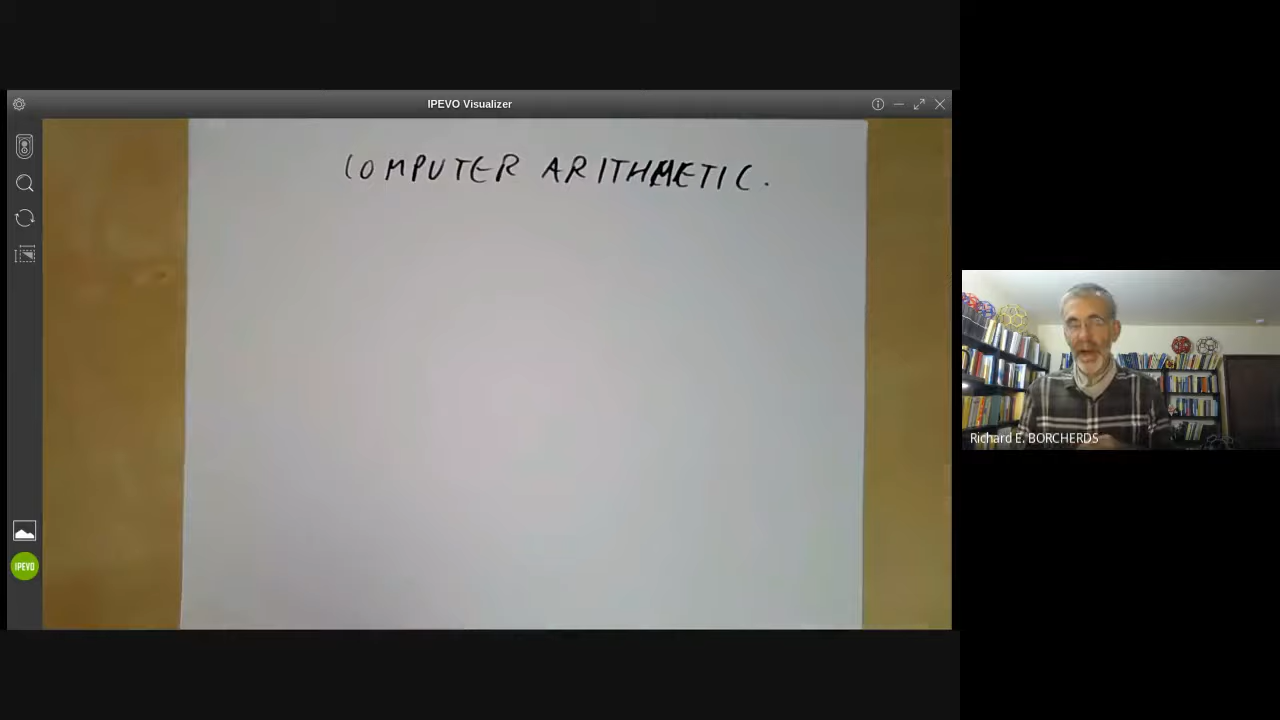 IPEVO Visualizer
COMPUTER ARITHMETIC.
Richard E. BORCHERDS
IPEVO